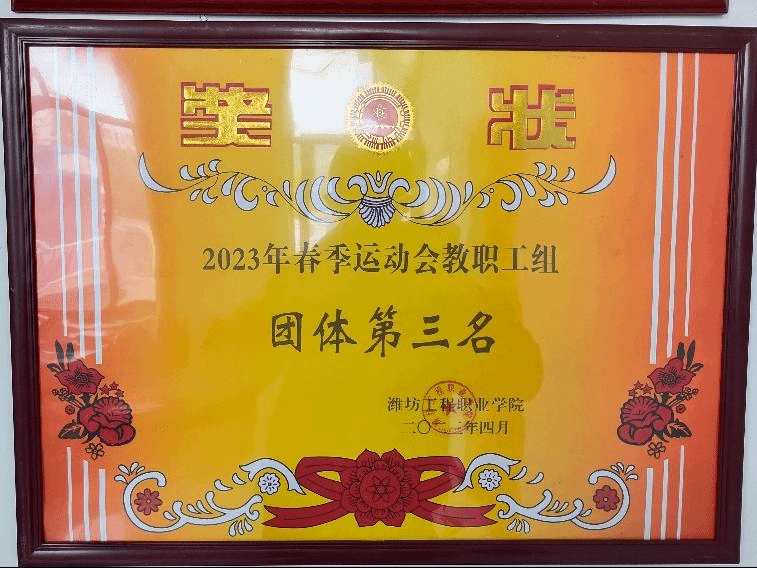 奖 状
2023年春季运动会教职工组
团体第三名
潍坊工程职业学院
二〇二三年四月